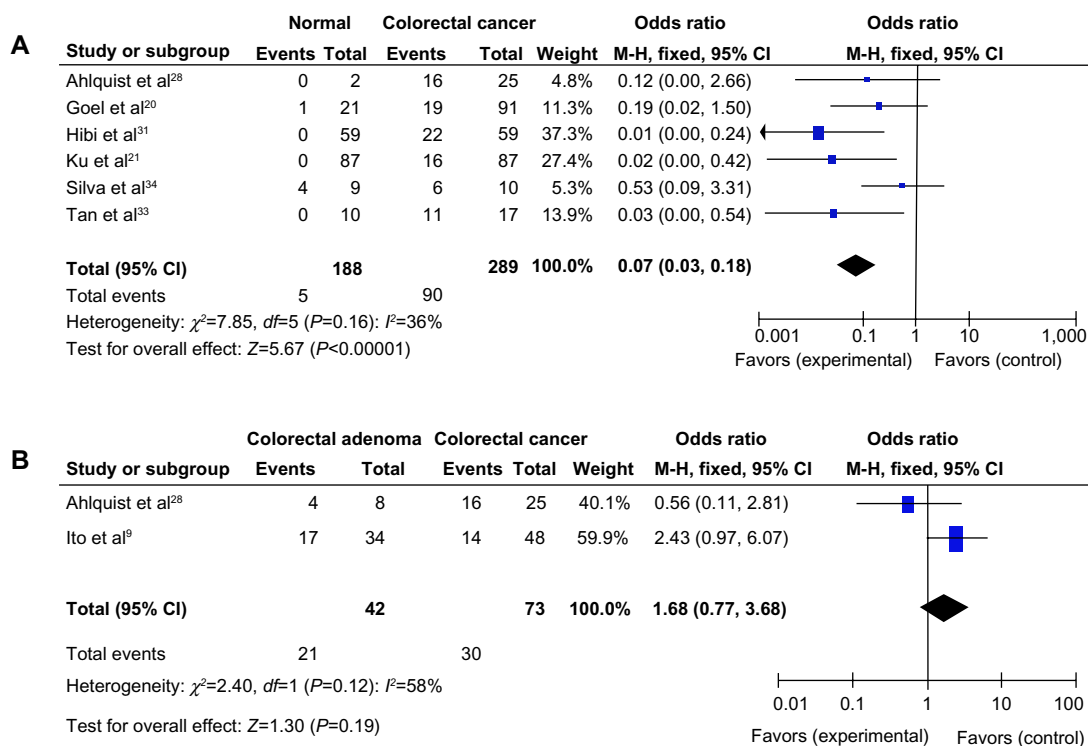 A
Normal Colorectal cancer Odds ratio Odds ratio
Study or subgroup Events Total Events Total Weight M-H, fixed, 95% CI M-H, fixed, 95% CI
Ahlquist et al²⁸ 0 2 16 25 4.8% 0.12 (0.00, 2.66)
Goel et al²⁰ 1 21 19 91 11.3% 0.19 (0.02, 1.50)
Hibi et al³¹ 0 59 22 59 37.3% 0.01 (0.00, 0.24)
Ku et al²¹ 0 87 16 87 27.4% 0.02 (0.00, 0.42)
Silva et al³⁴ 4 9 6 10 5.3% 0.53 (0.09, 3.31)
Tan et al³³ 0 10 11 17 13.9% 0.03 (0.00, 0.54)
Total (95% CI) 188 289 100.0% 0.07 (0.03, 0.18)
Total events 5 90
Heterogeneity: χ²=7.85, df=5 (P=0.16): I²=36%
Test for overall effect: Z=5.67 (P<0.00001)
0.001 0.1 1 10 1,000
Favors (experimental) Favors (control)
B
Colorectal adenoma Colorectal cancer Odds ratio Odds ratio
Study or subgroup Events Total Events Total Weight M-H, fixed, 95% CI M-H, fixed, 95% CI
Ahlquist et al²⁸ 4 8 16 25 40.1% 0.56 (0.11, 2.81)
Ito et al⁹ 17 34 14 48 59.9% 2.43 (0.97, 6.07)
Total (95% CI) 42 73 100.0% 1.68 (0.77, 3.68)
Total events 21 30
Heterogeneity: χ²=2.40, df=1 (P=0.12): I²=58%
Test for overall effect: Z=1.30 (P=0.19)
0.01 0.1 1 10 100
Favors (experimental) Favors (control)